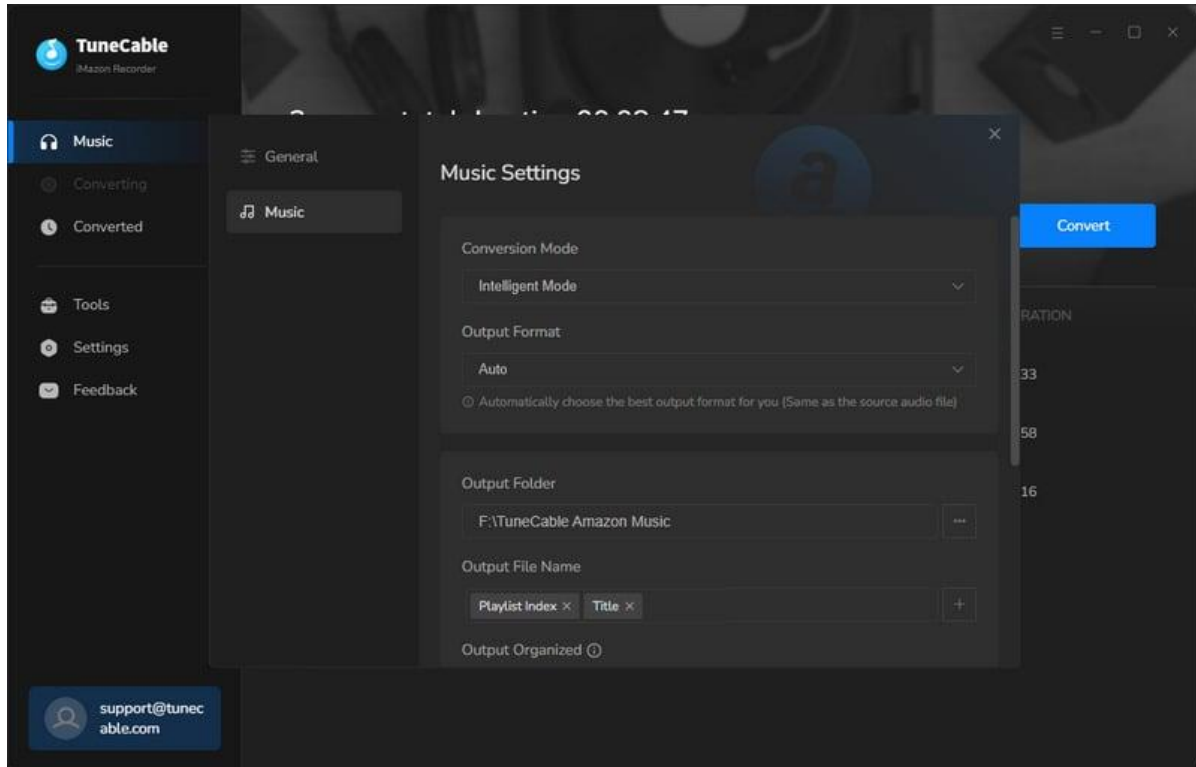 TuneCable
iMazon Recorder
Music
Converting
Converted
Tools
Settings
Feedback
support@tunec
able.com
General
Music
Music Settings
Conversion Mode
Intelligent Mode
Output Format
Auto
Automatically choose the best output format for you (Same as the source audio file)
Output Folder
F:\TuneCable Amazon Music
...
Output File Name
Playlist Index × Title ×
+
Output Organized
Convert
RATION
33
58
16